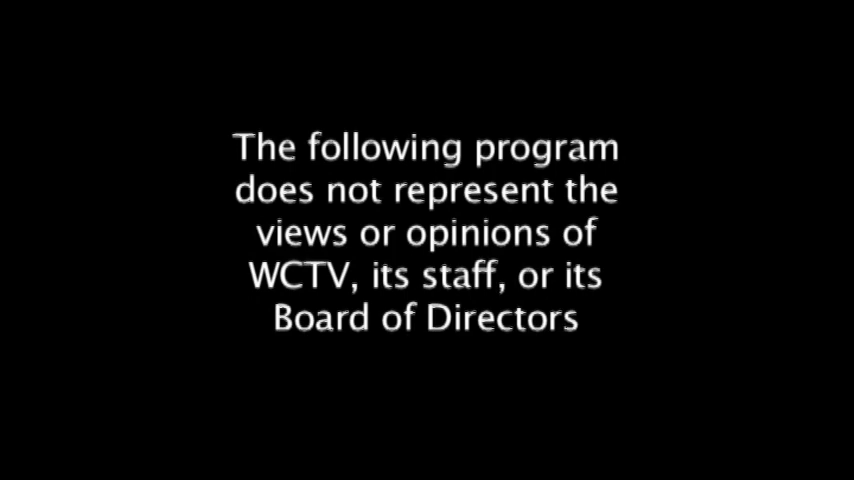 The following program
does not represent the
views or opinions of
WCTV, its staff, or its
Board of Directors